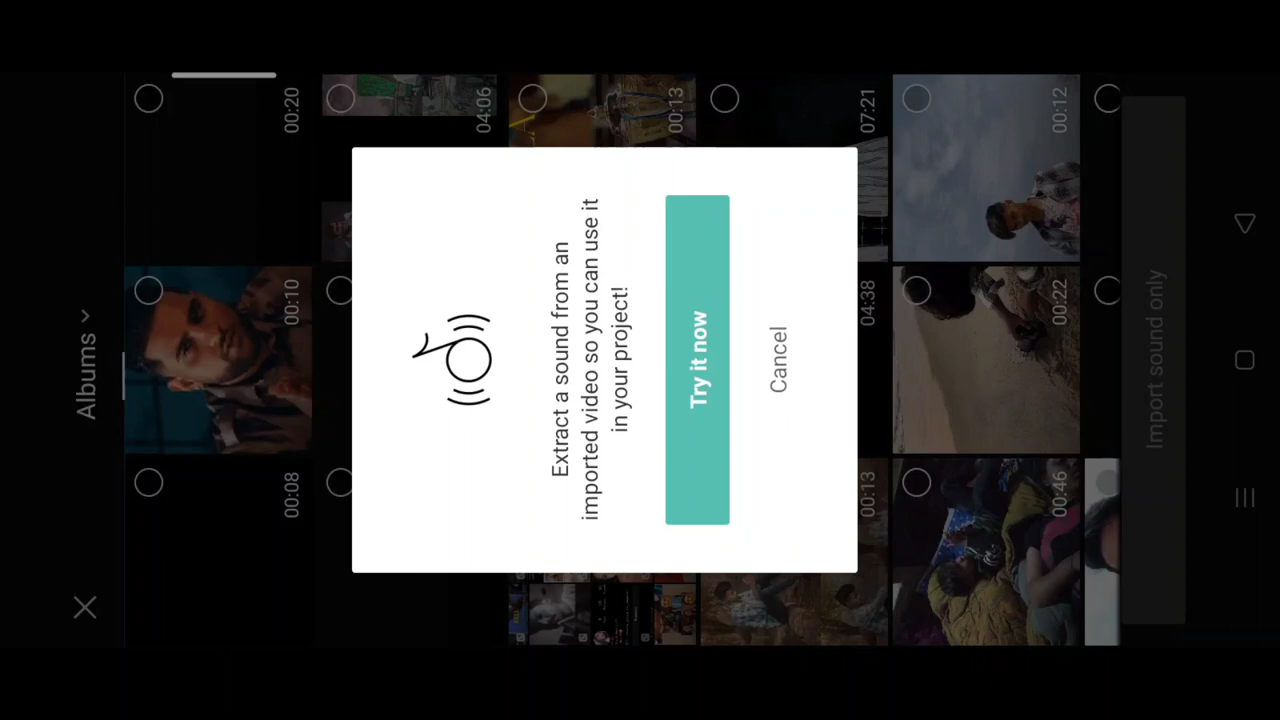 Albums
00:08
00:10
00:20
04:06
00:13
Extract a sound from an
imported video so you can use it
in your project!
Try it now
Cancel
00:13
04:38
07:21
00:46
00:22
00:12
Import sound only